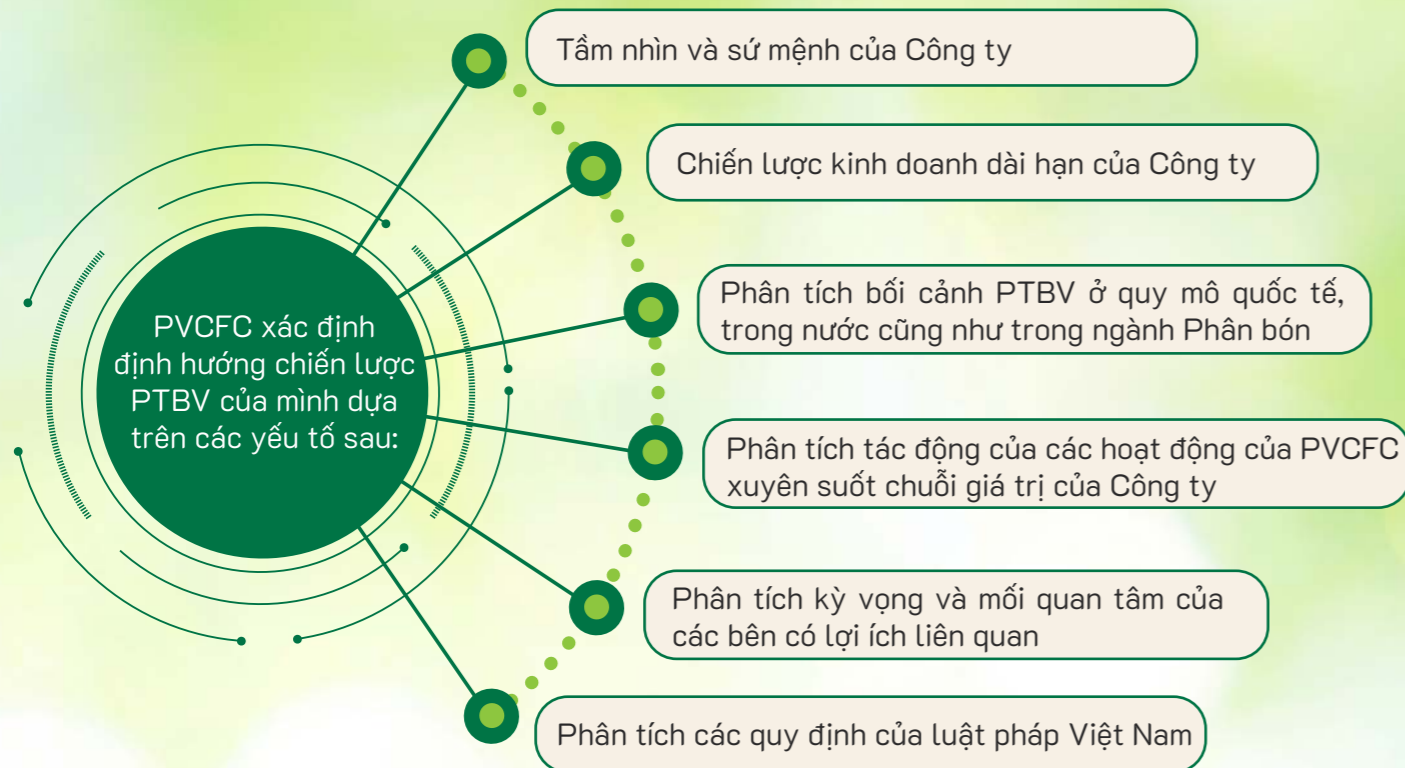 PVCFC xác định
định hướng chiến lược
PTBV của mình dựa
trên các yếu tố sau:
Tầm nhìn và sứ mệnh của Công ty
Chiến lược kinh doanh dài hạn của Công ty
Phân tích bối cảnh PTBV ở quy mô quốc tế,
trong nước cũng như trong ngành Phân bón
Phân tích tác động của các hoạt động của PVCFC
xuyên suốt chuỗi giá trị của Công ty
Phân tích kỳ vọng và mối quan tâm của
các bên có lợi ích liên quan
Phân tích các quy định của luật pháp Việt Nam